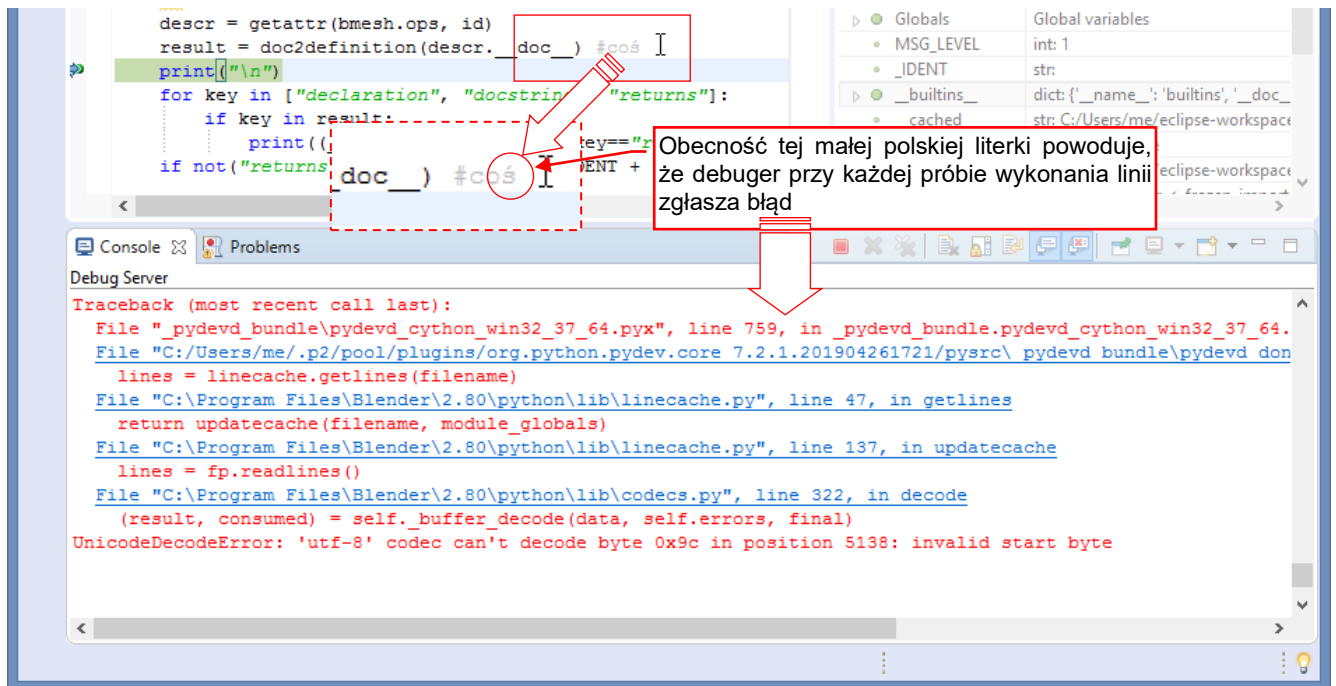 descr = getattr(bmesh.ops, id)
result = doc2definition(descr.__doc__) #coś
print("\n")
for key in ["declaration", "docstrin "returns"]:
if key in result:
print(( ey=="r
if not("returns ENT +
doc__) #coś
Obecność tej małej polskiej literki powoduje,
że debuger przy każdej próbie wykonania linii
zgłasza błąd
Globals Global variables
MSG_LEVEL int: 1
_IDENT str:
__builtins__ dict: {'__name__': 'builtins', '__doc_
cached str: C:/Users/me/eclipse-workspace
eclipse-workspace
Console Problems
Debug Server
Traceback (most recent call last):
File "_pydevd_bundle\pydevd_cython_win32_37_64.pyx", line 759, in _pydevd_bundle.pydevd_cython_win32_37_64.
File "C:/Users/me/.p2/pool/plugins/org.python.pydev.core_7.2.1.201904261721/pysrc\_pydevd_bundle\pydevd_don
lines = linecache.getlines(filename)
File "C:\Program Files\Blender\2.80\python\lib\linecache.py", line 47, in getlines
return updatecache(filename, module_globals)
File "C:\Program Files\Blender\2.80\python\lib\linecache.py", line 137, in updatecache
lines = fp.readlines()
File "C:\Program Files\Blender\2.80\python\lib\codecs.py", line 322, in decode
(result, consumed) = self._buffer_decode(data, self.errors, final)
UnicodeDecodeError: 'utf-8' codec can't decode byte 0x9c in position 5138: invalid start byte